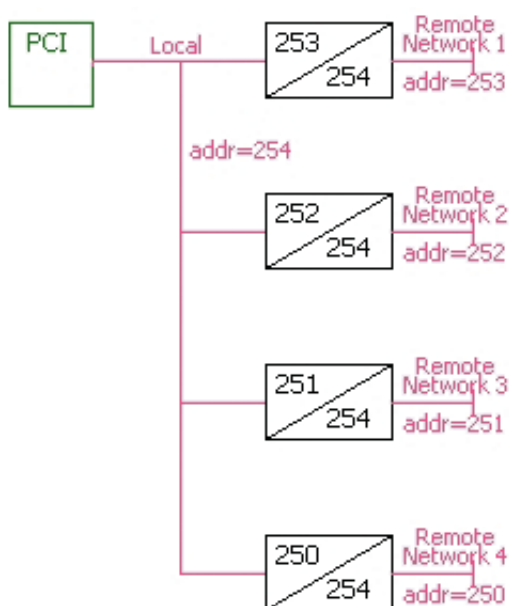 PCI
Local
253
254
Remote
Network 1
addr=253
addr=254
252
254
Remote
Network 2
addr=252
251
254
Remote
Network 3
addr=251
250
254
Remote
Network 4
addr=250